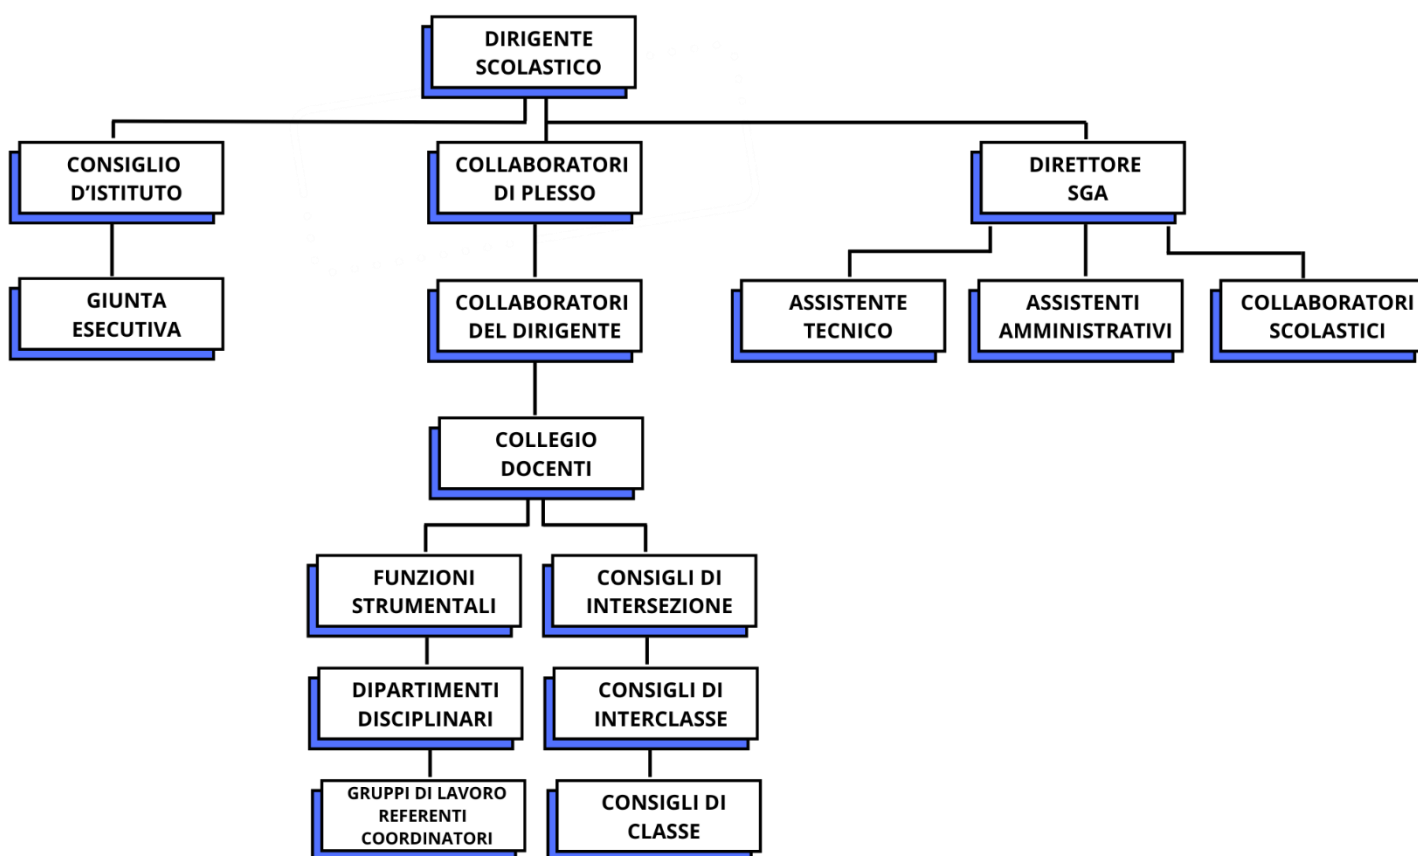 DIRIGENTE
SCOLASTICO
CONSIGLIO
D'ISTITUTO
COLLABORATORI
DI PLESSO
DIRETTORE
SGA
GIUNTA
ESECUTIVA
COLLABORATORI
DEL DIRIGENTE
ASSISTENTE
TECNICO
ASSISTENTI
AMMINISTRATIVI
COLLABORATORI
SCOLASTICI
COLLEGIO
DOCENTI
FUNZIONI
STRUMENTALI
CONSIGLI DI
INTERSEZIONE
DIPARTIMENTI
DISCIPLINARI
CONSIGLI DI
INTERCLASSE
GRUPPI DI LAVORO
REFERENTI
COORDINATORI
CONSIGLI DI
CLASSE